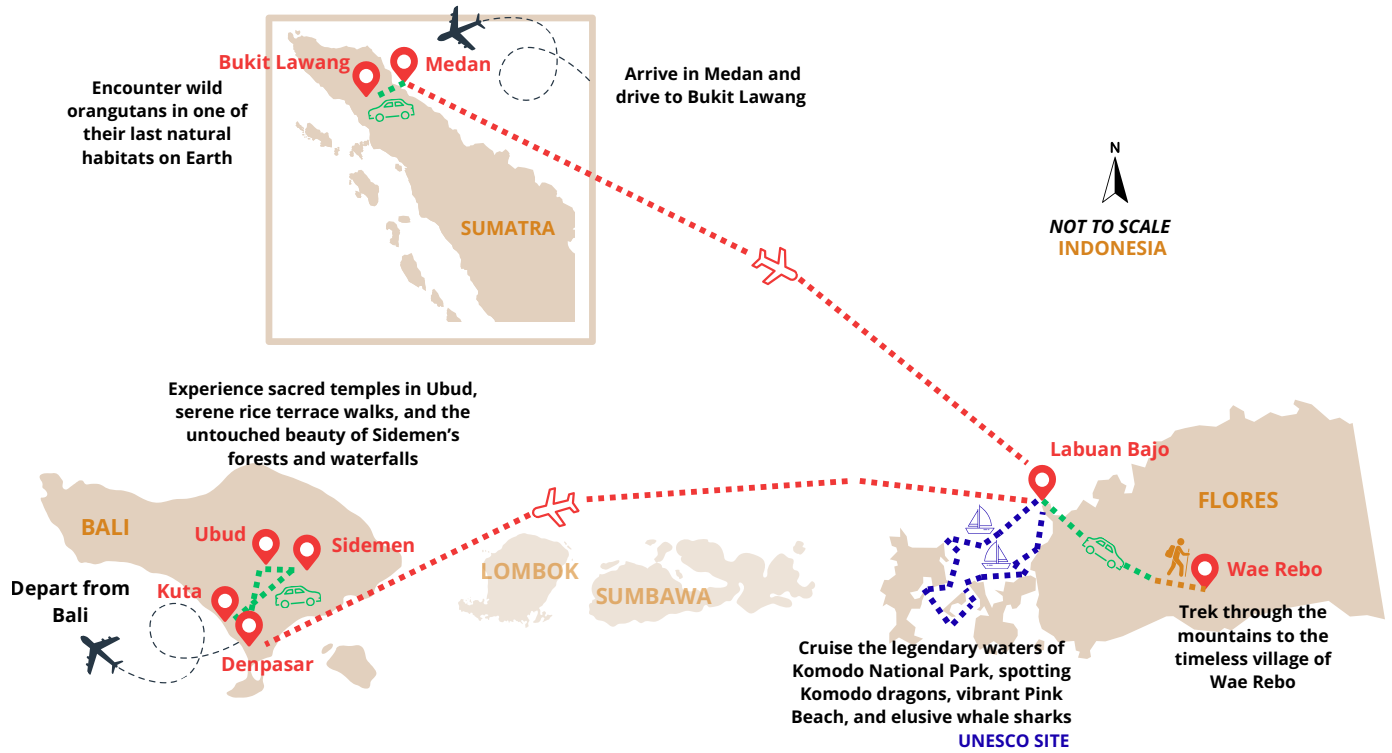 Bukit Lawang
Medan
Encounter wild
orangutans in one of
their last natural
habitats on Earth
Arrive in Medan and
drive to Bukit Lawang
SUMATRA
N
NOT TO SCALE
INDONESIA
Experience sacred temples in Ubud,
serene rice terrace walks, and the
untouched beauty of Sidemen’s
forests and waterfalls
BALI
Ubud
Sidemen
Kuta
Denpasar
Depart from
Bali
LOMBOK
SUMBAWA
Labuan Bajo
FLORES
Wae Rebo
Trek through the
mountains to the
timeless village of
Wae Rebo
Cruise the legendary waters of
Komodo National Park, spotting
Komodo dragons, vibrant Pink
Beach, and elusive whale sharks
UNESCO SITE